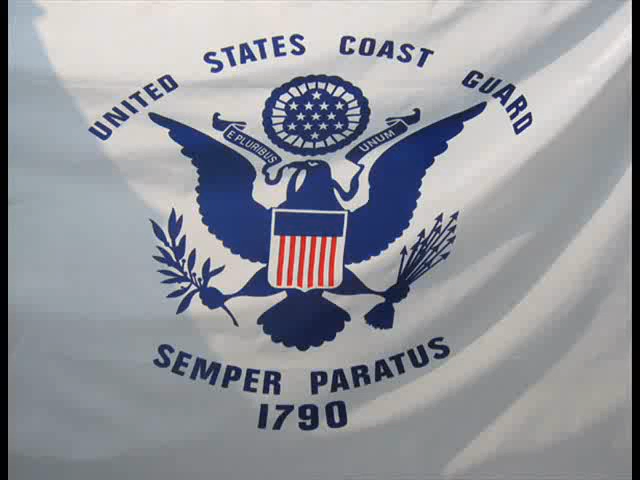 UNITED STATES COAST GUARD
E PLURIBUS UNUM
SEMPER PARATUS
1790